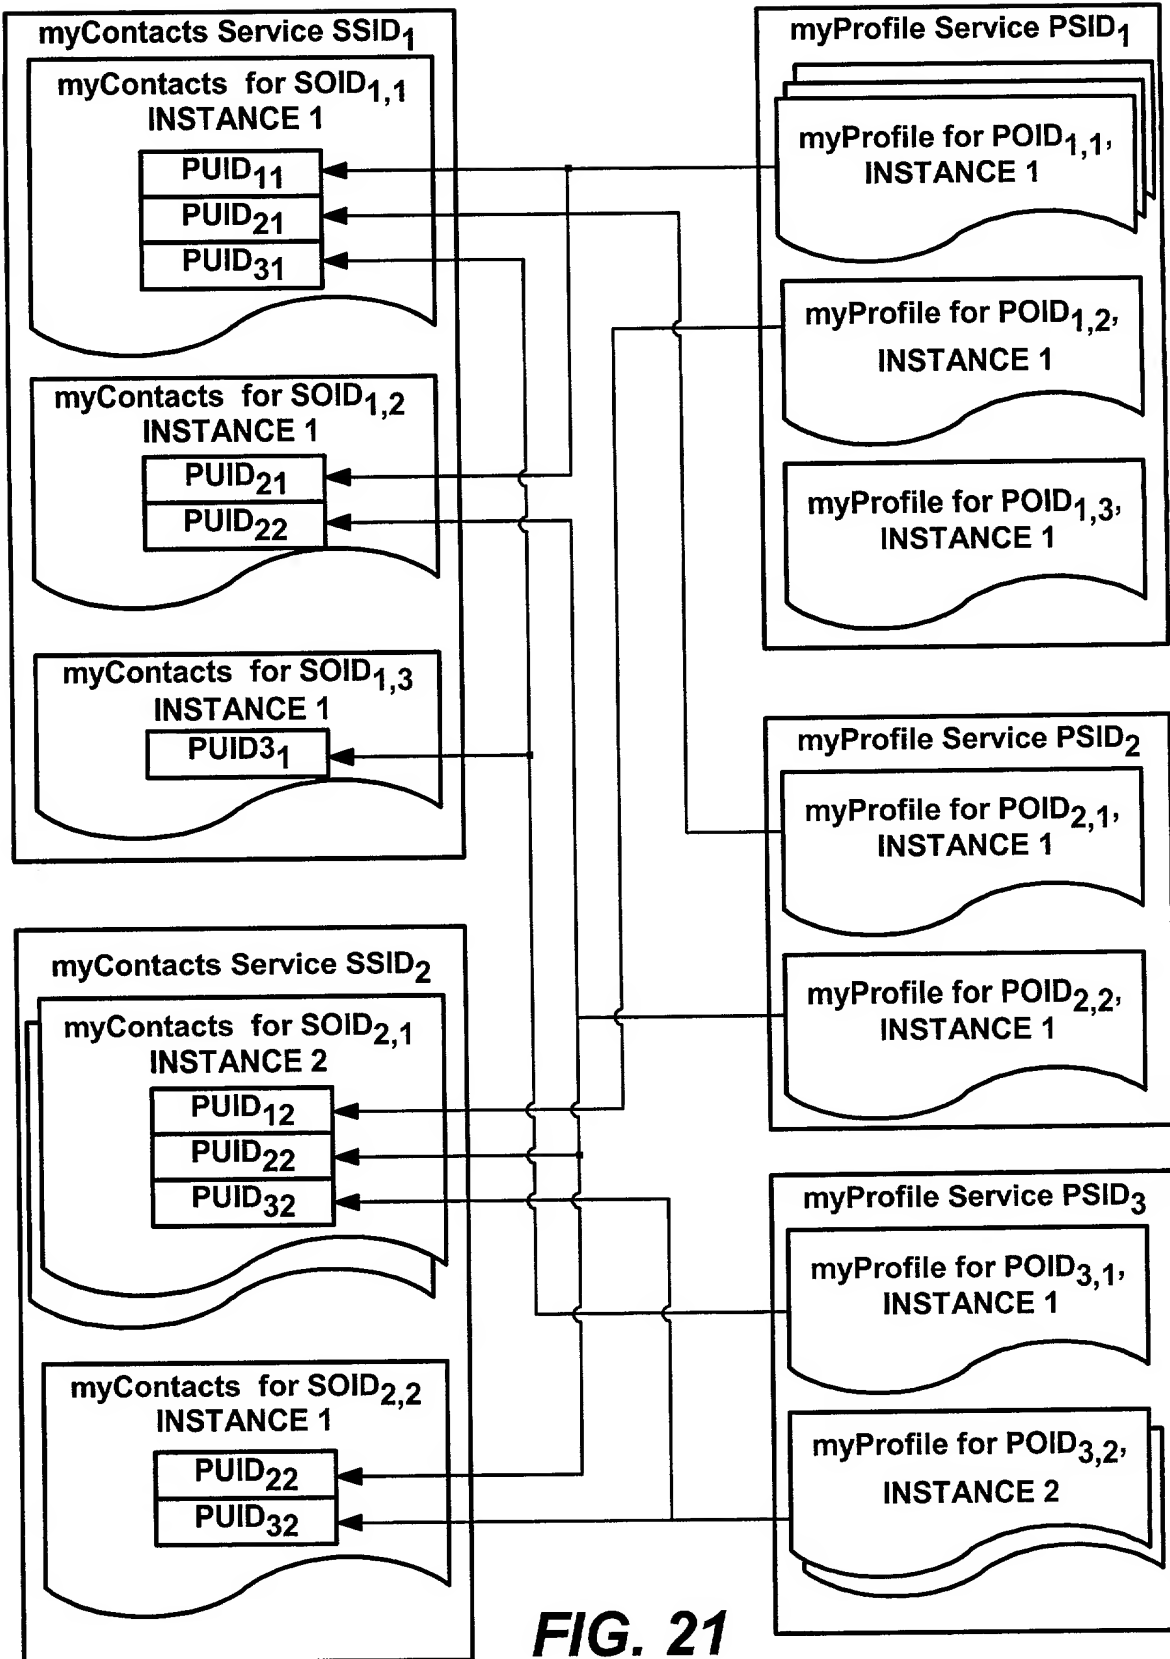 myContacts Service SSID1
myContacts for SOID1,1
INSTANCE 1
PUID11
PUID21
PUID31
myContacts for SOID1,2
INSTANCE 1
PUID21
PUID22
myContacts for SOID1,3
INSTANCE 1
PUID31
myContacts Service SSID2
myContacts for SOID2,1
INSTANCE 2
PUID12
PUID22
PUID32
myContacts for SOID2,2
INSTANCE 1
PUID22
PUID32
myProfile Service PSID1
myProfile for POID1,1,
INSTANCE 1
myProfile for POID1,2,
INSTANCE 1
myProfile for POID1,3,
INSTANCE 1
myProfile Service PSID2
myProfile for POID2,1,
INSTANCE 1
myProfile for POID2,2,
INSTANCE 1
myProfile Service PSID3
myProfile for POID3,1,
INSTANCE 1
myProfile for POID3,2,
INSTANCE 2
FIG. 21